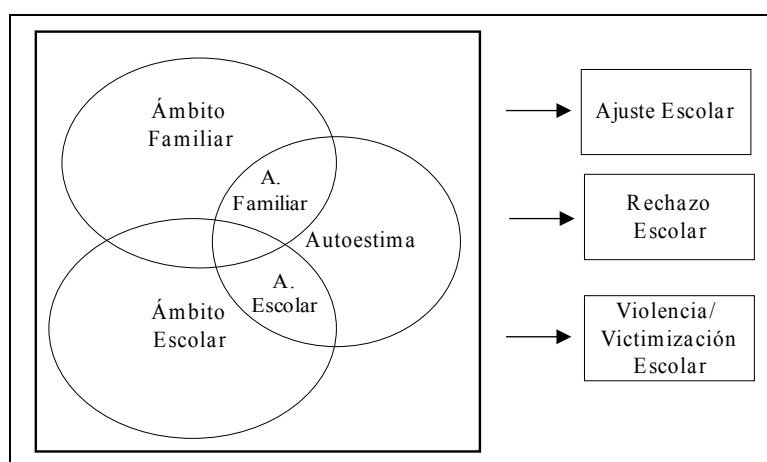 Ámbito
Familiar
A.
Familiar
Autoestima
A.
Escolar
Ámbito
Escolar
Ajuste Escolar
Rechazo
Escolar
Violencia/
Victimización
Escolar